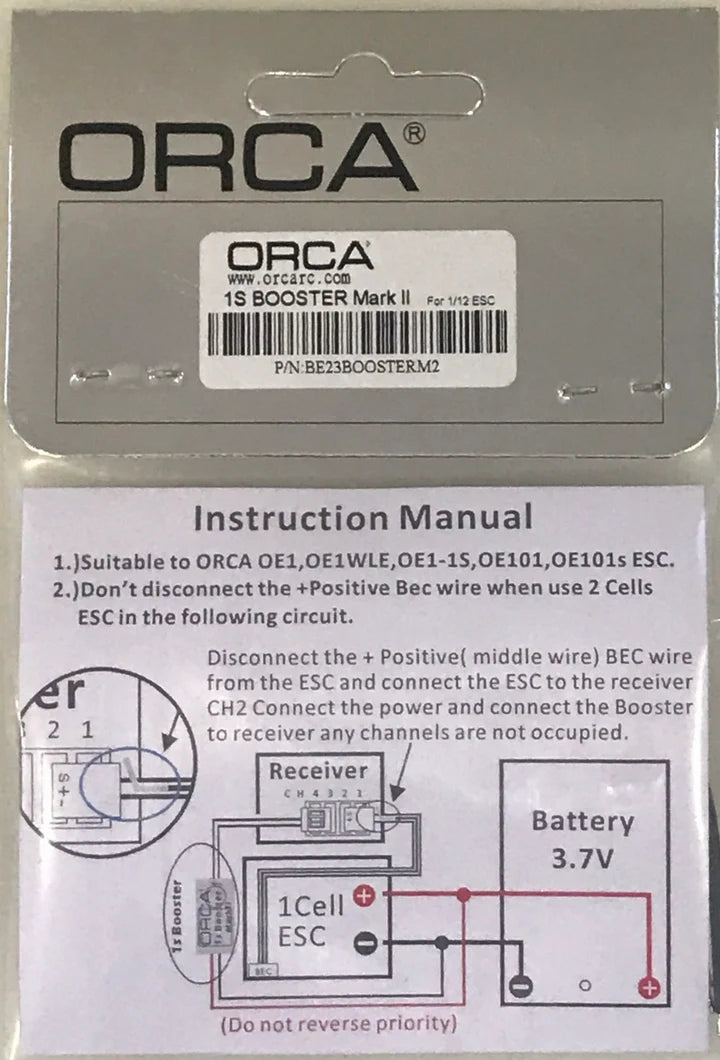 ORCA®
ORCA
www.orcarc.com
1S BOOSTER Mark II For 1/12 ESC
P/N:BE23BOOSTERM2
Instruction Manual
1.)Suitable to ORCA OE1,OE1WLE,OE1-1S,OE101,OE101s ESC.
2.)Don't disconnect the +Positive Bec wire when use 2 Cells
ESC in the following circuit.
Disconnect the + Positive( middle wire) BEC wire
from the ESC and connect the ESC to the receiver
CH2 Connect the power and connect the Booster
to receiver any channels are not occupied.
er
2 1
S + -
Receiver
CH 4 3 2 1
Battery
3.7V
1s Booster
ORCA
1s Booster
1Cell
ESC
+
-
BEC
-
+
(Do not reverse priority)